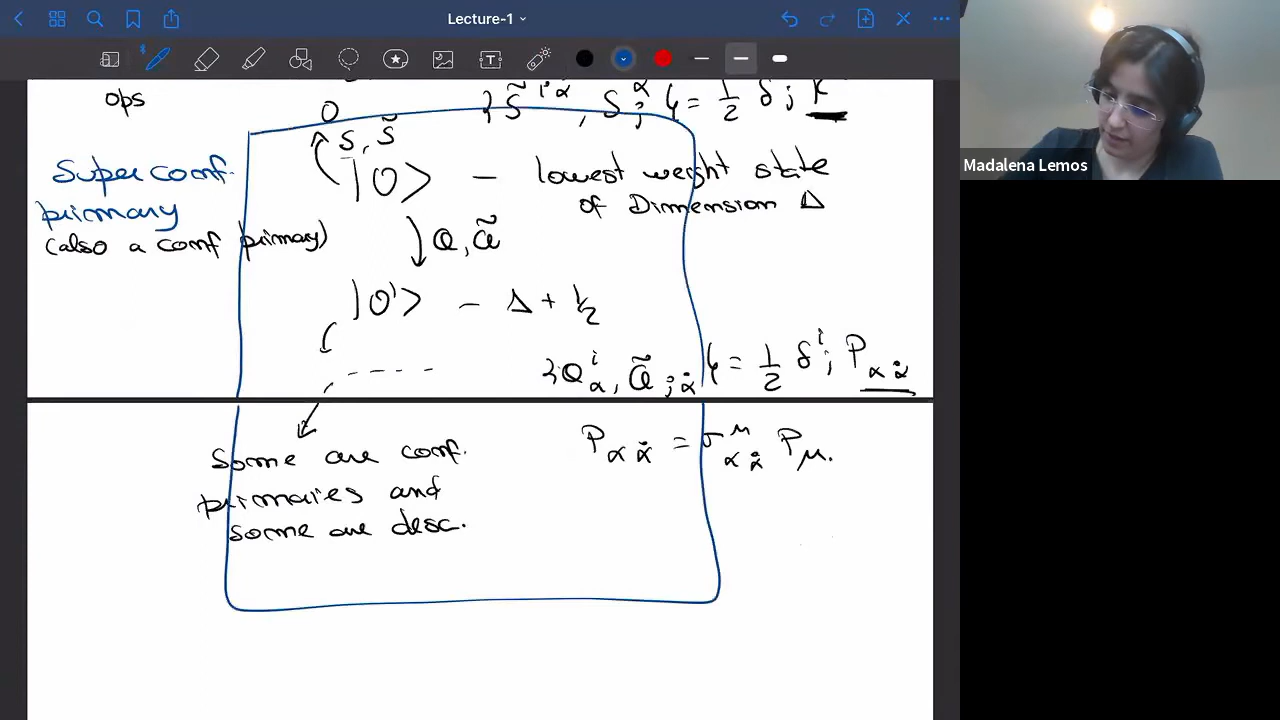 Lecture-1
Madalena Lemos
ops
0
{S̃^{iα̇}, S_j^α} = 1/2 δ^i_j K
S, S̃
Superconf.
primary
(also a conf primary)
|O> — lowest weight state
of Dimension Δ
Q, Q̃
|O'> — Δ + 1/2
{Q^i_α, Q̃_{jα̇}} = 1/2 δ^i_j P_{αα̇}
P_{αα̇} = σ^μ_{αα̇} P_μ.
Some are conf.
primaries and
some are desc.